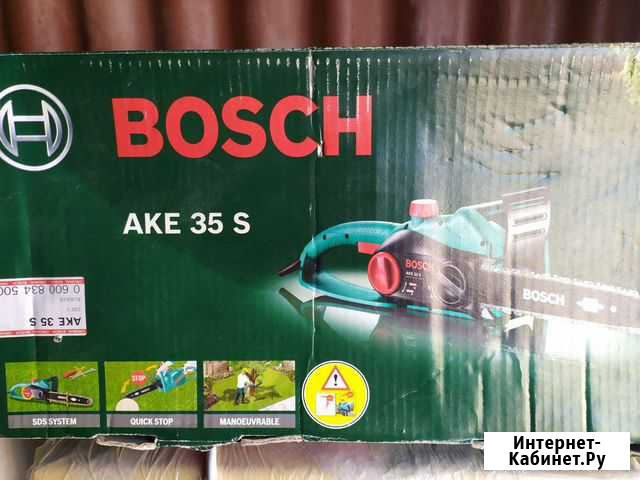 BOSCH
AKE 35 S
BOSCH
AKE 35 S
BOSCH
0 600 834 500
AKE 35 S
STOP
SDS SYSTEM
QUICK STOP
MANOEUVRABLE
Интернет-
Кабинет.Ру